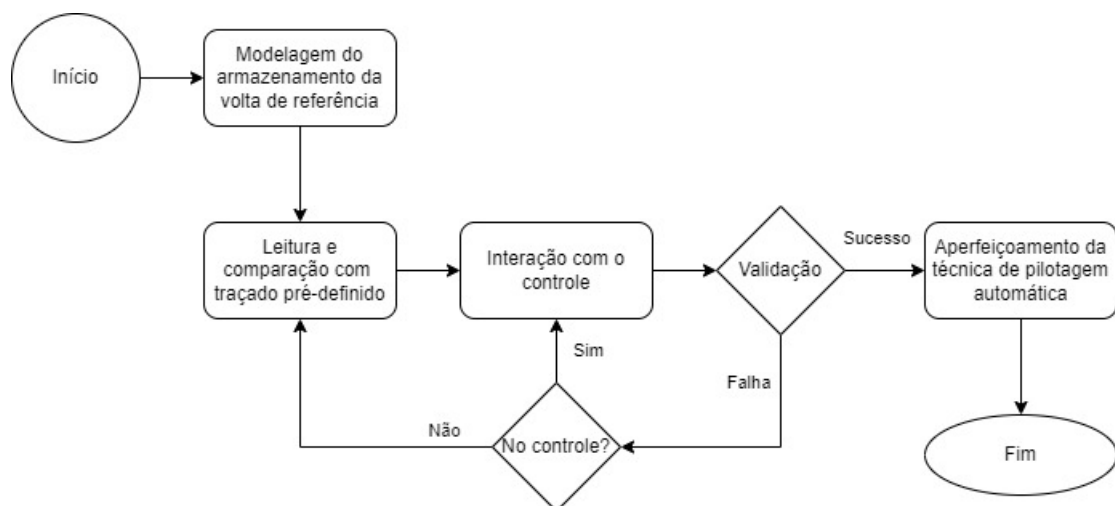 Início
Modelagem do
armazenamento da
volta de referência
Leitura e
comparação com
traçado pré-definido
Interação com o
controle
Validação
Sucesso
Aperfeiçoamento da
técnica de pilotagem
automática
Sim
Falha
Não
No controle?
Fim